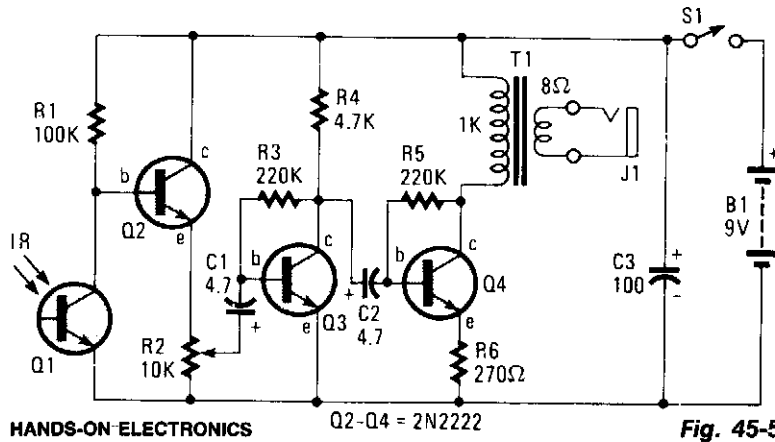 S1
T1
8Ω
1K
J1
R1
100K
R4
4.7K
R3
220K
R5
220K
b
c
e
Q2
IR
Q1
C1
4.7
b
c
e
Q3
C2
4.7
b
c
e
Q4
C3
100
+
-
B1
9V
+
R2
10K
+
+
R6
270Ω
Q2-Q4 = 2N2222
HANDS-ON ELECTRONICS
Fig. 45-5